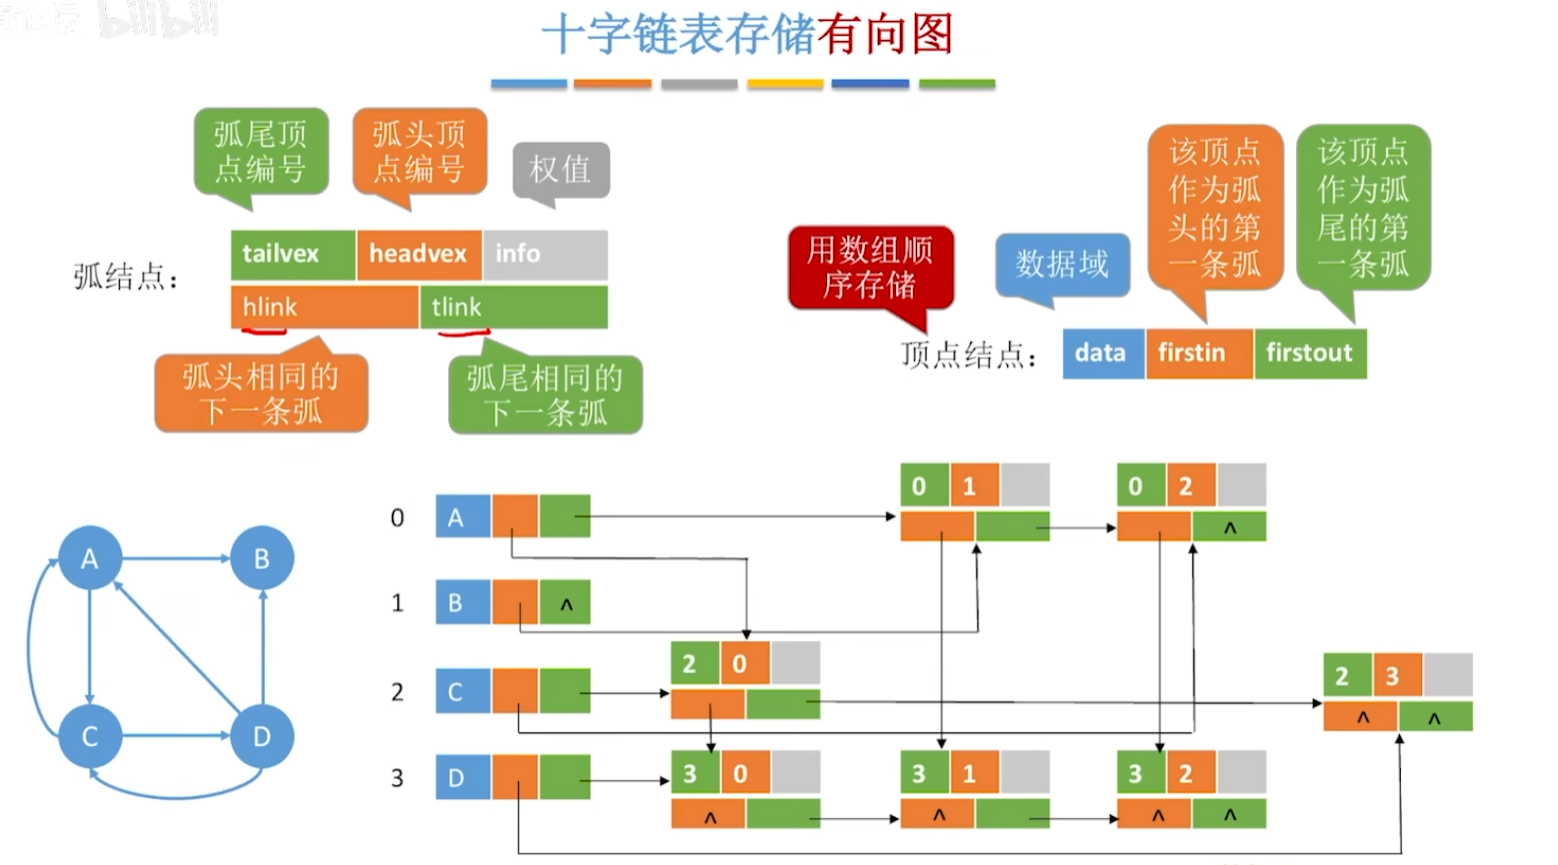 bilibili
十字链表存储有向图
弧尾顶
点编号
弧头顶
点编号
权值
该顶点
作为弧
头的第
一条弧
该顶点
作为弧
尾的第
一条弧
用数组顺
序存储
数据域
弧结点：
tailvex headvex info
hlink tlink
顶点结点：
data firstin firstout
弧头相同的
下一条弧
弧尾相同的
下一条弧
A B
C D
0 A
0 1
0 2
^
1 B ^
2 C
2 0
2 3
^ ^
3 D
3 0
^
3 1
^
3 2
^ ^